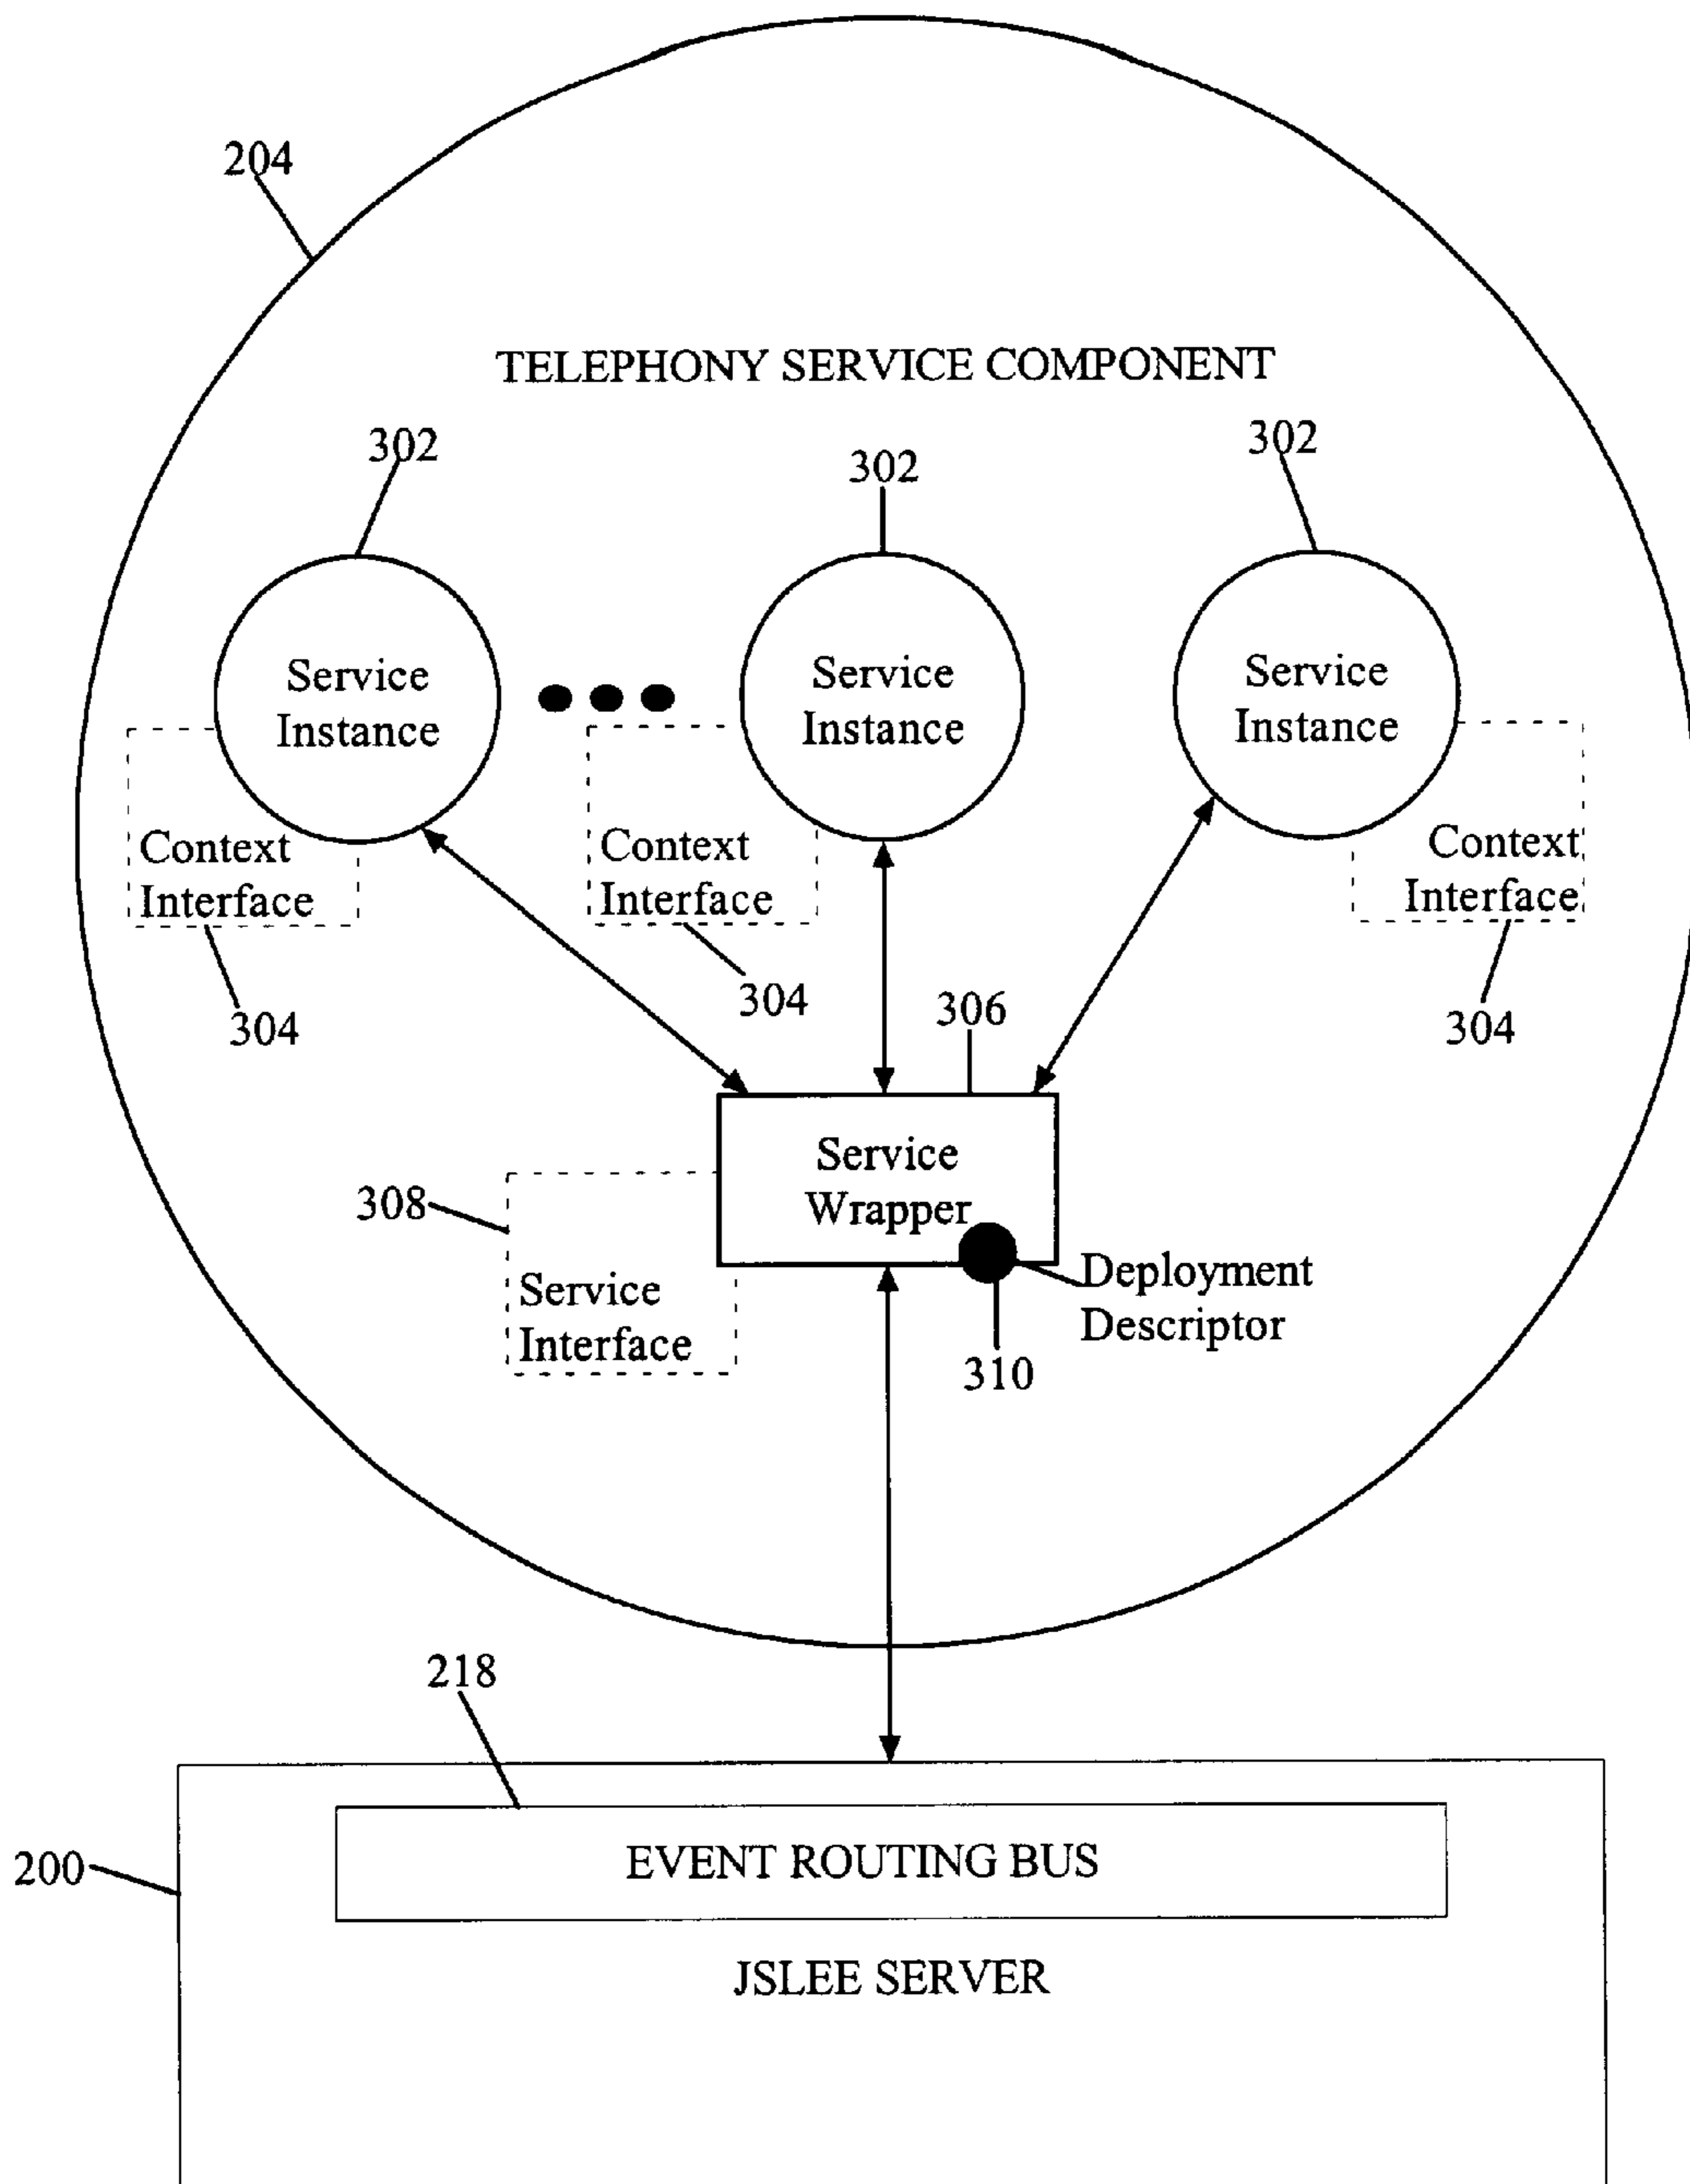 204
TELEPHONY SERVICE COMPONENT
302
302
302
Service
Instance
Service
Instance
Service
Instance
Context
Interface
Context
Interface
Context
Interface
304
304
304
306
Service
Wrapper
308
Service
Interface
Deployment
Descriptor
310
218
200
EVENT ROUTING BUS
JSLEE SERVER